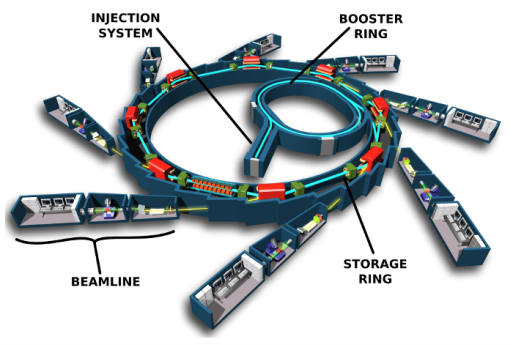 INJECTION
SYSTEM
BOOSTER
RING
STORAGE
RING
BEAMLINE